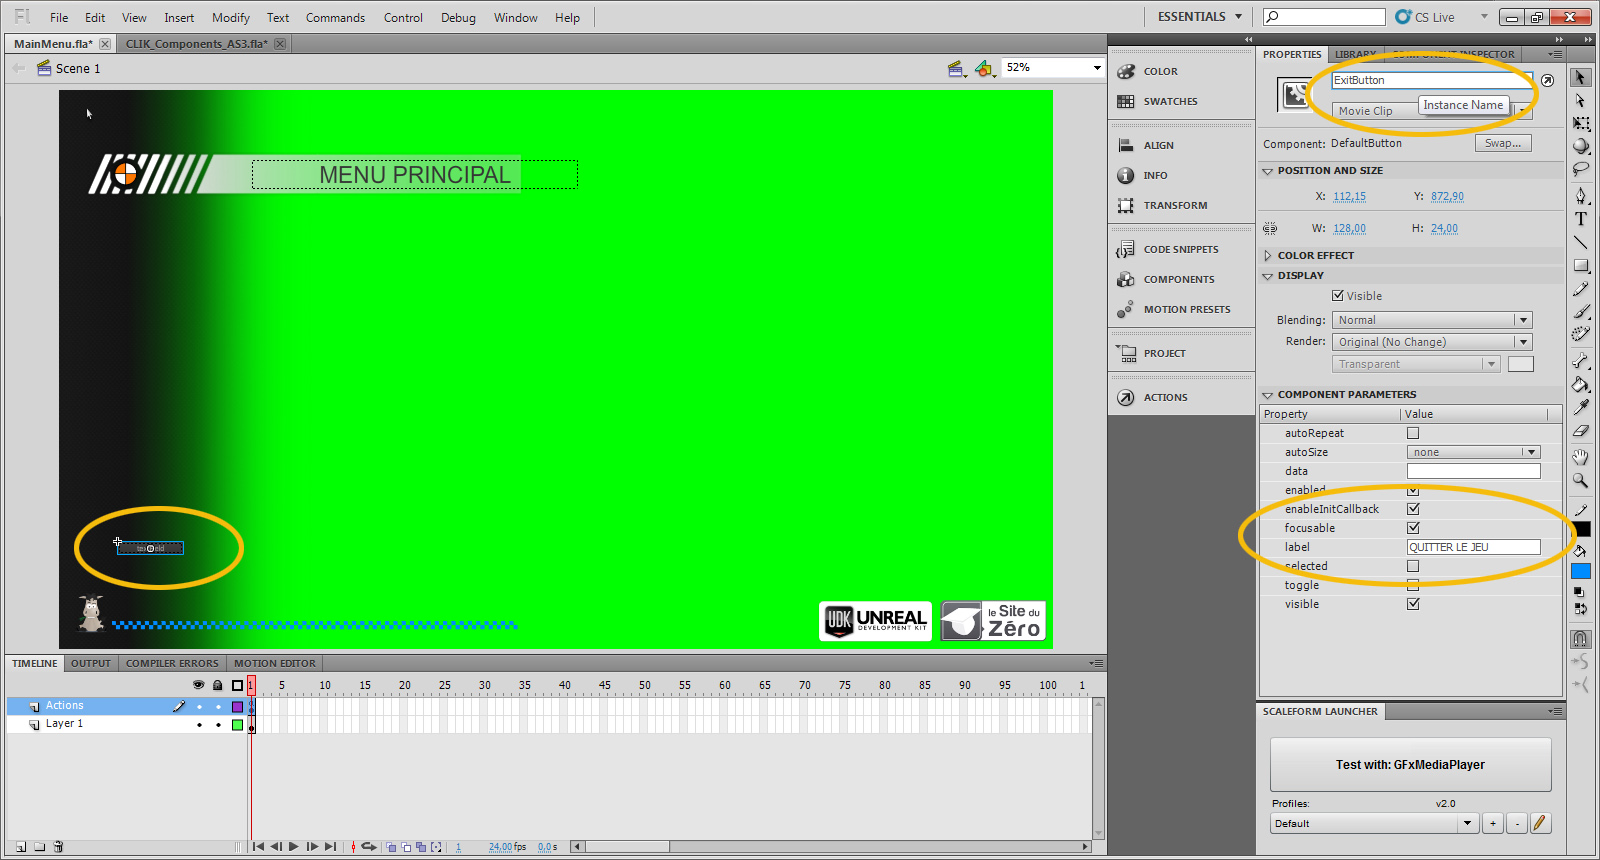 Fl File Edit View Insert Modify Text Commands Control Debug Window Help ESSENTIALS CS Live
MainMenu.fla* CLIK_Components_AS3.fla*
Scene 1 52%
MENU PRINCIPAL
UDK UNREAL
DEVELOPMENT KIT
le Site du
Zéro
COLOR
SWATCHES
ALIGN
INFO
TRANSFORM
CODE SNIPPETS
COMPONENTS
MOTION PRESETS
PROJECT
ACTIONS
PROPERTIES LIBRARY COMPONENT INSPECTOR
ExitButton
Instance Name
Movie Clip
Component: DefaultButton Swap...
POSITION AND SIZE
X: 112,15 Y: 872,90
W: 128,00 H: 24,00
COLOR EFFECT
DISPLAY
Visible
Blending: Normal
Render: Original (No Change)
Transparent
COMPONENT PARAMETERS
Property Value
autoRepeat
autoSize none
data
enabled
enableInitCallback
focusable
label QUITTER LE JEU
selected
toggle
visible
SCALEFORM LAUNCHER
Test with: GFxMediaPlayer
Profiles: v2.0
Default + -
TIMELINE OUTPUT COMPILER ERRORS MOTION EDITOR
1 5 10 15 20 25 30 35 40 45 50 55 60 65 70 75 80 85 90 95 100 1
Actions
Layer 1
1 24.00 fps 0.0 s